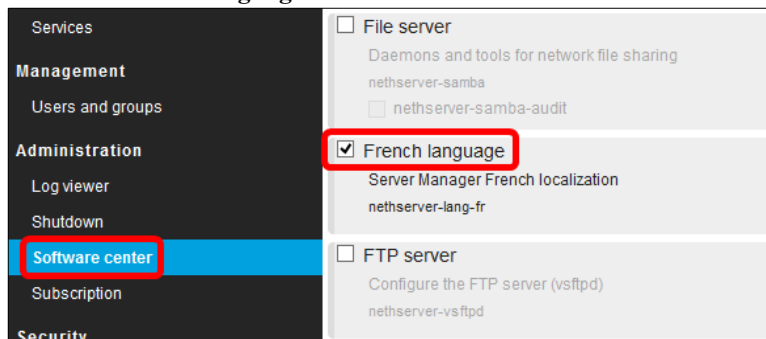 Services
Management
Users and groups
Administration
Log viewer
Shutdown
Software center
Subscription
Security
File server
Daemons and tools for network file sharing
nethserver-samba
nethserver-samba-audit
French language
Server Manager French localization
nethserver-lang-fr
FTP server
Configure the FTP server (vsftpd)
nethserver-vsftpd